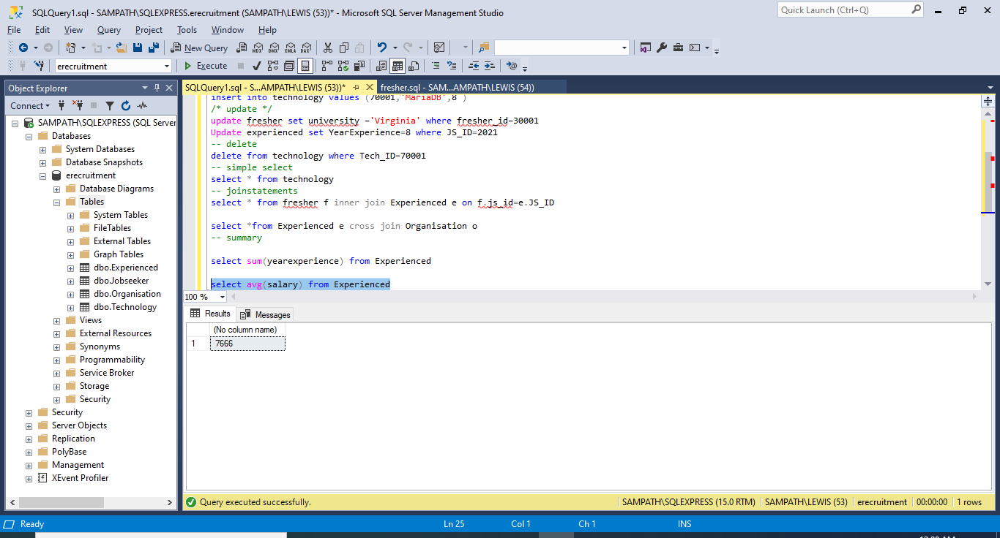 SQLQuery1.sql - SAMPATH\SQLEXPRESS.erecruitment (SAMPATH\LEWIS (53))* - Microsoft SQL Server Management Studio
Quick Launch (Ctrl+Q)
File Edit View Query Project Tools Window Help
New Query MDX DMX XMLA DAX
erecruitment Execute
Object Explorer
Connect
SAMPATH\SQLEXPRESS (SQL Server
Databases
System Databases
Database Snapshots
erecruitment
Database Diagrams
Tables
System Tables
FileTables
External Tables
Graph Tables
dbo.Experienced
dbo.Jobseeker
dbo.Organisation
dbo.Technology
Views
External Resources
Synonyms
Programmability
Service Broker
Storage
Security
Security
Server Objects
Replication
PolyBase
Management
XEvent Profiler
SQLQuery1.sql - S...AMPATH\LEWIS (53))* fresher.sql - SAM...AMPATH\LEWIS (54))
insert into technology values (70001,'MariaDB',8 )
/* update */
update fresher set university ='Virginia' where fresher_id=30001
Update experienced set YearExperience=8 where JS_ID=2021
-- delete
delete from technology where Tech_ID=70001
-- simple select
select * from technology
-- joinstatements
select * from fresher f inner join Experienced e on f.js_id=e.JS_ID
select *from Experienced e cross join Organisation o
-- summary
select sum(yearexperience) from Experienced
select avg(salary) from Experienced
100 %
Results Messages
(No column name)
1 7666
Query executed successfully. SAMPATH\SQLEXPRESS (15.0 RTM) SAMPATH\LEWIS (53) erecruitment 00:00:00 1 rows
Ready Ln 25 Col 1 Ch 1 INS